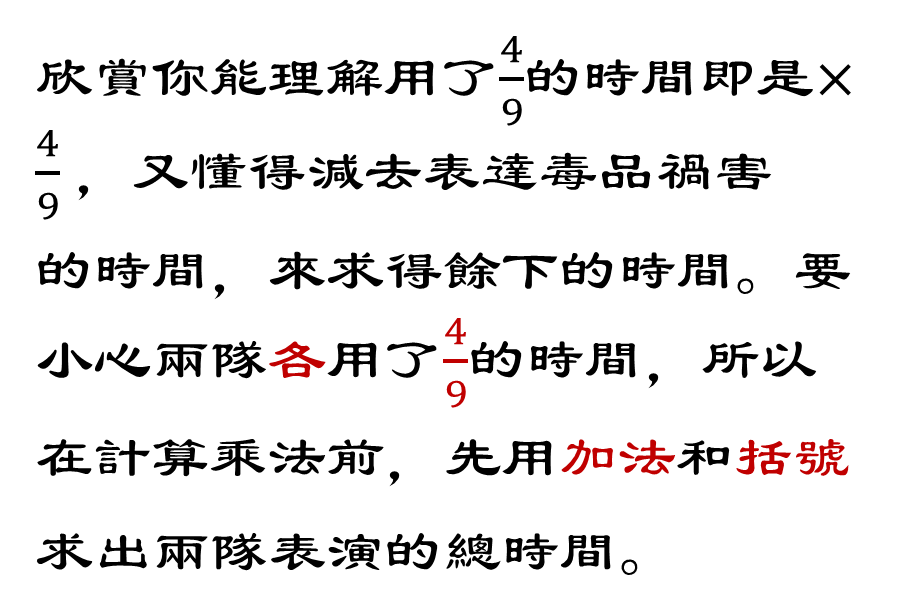 欣賞你能理解用了4/9的時間即是×
4/9，又懂得減去表達毒品禍害
的時間，來求得餘下的時間。要
小心兩隊各用了4/9的時間，所以
在計算乘法前，先用加法和括號
求出兩隊表演的總時間。